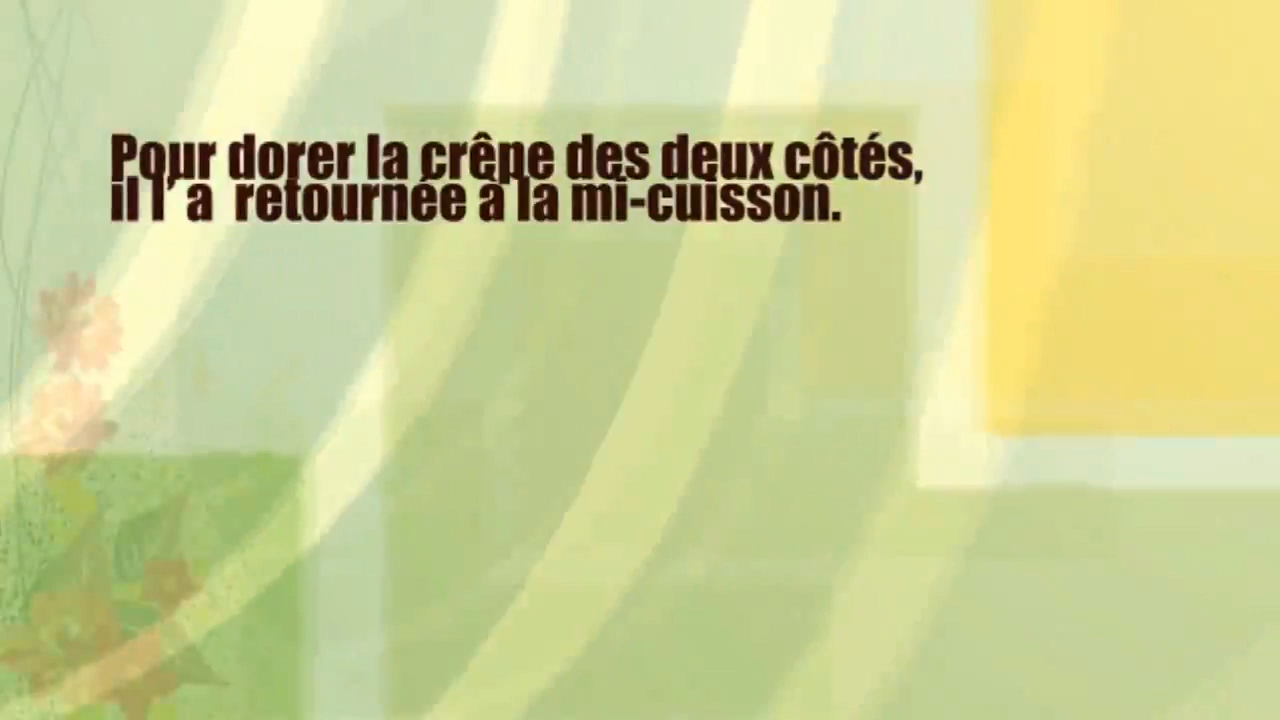 Pour dorer la crêpe des deux côtés,
il l’a retournée à la mi-cuisson.